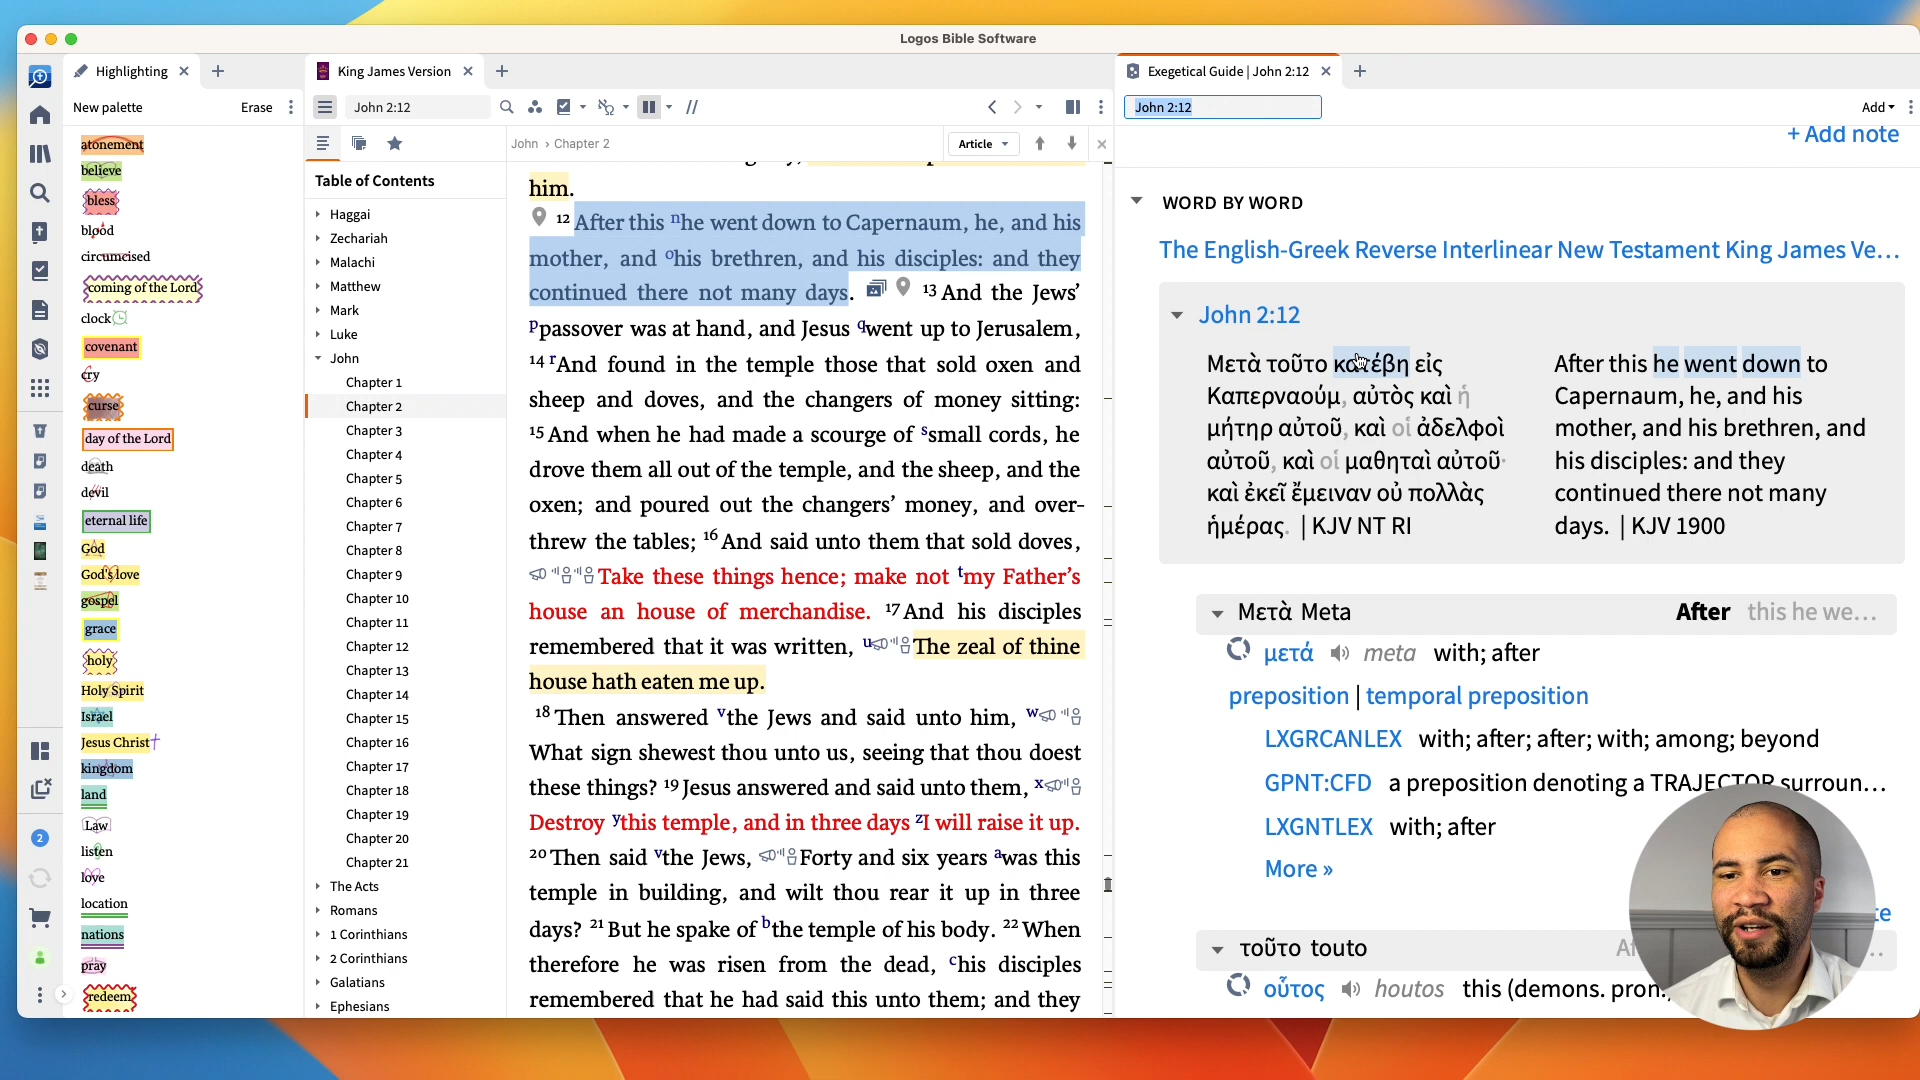 Logos Bible Software
Highlighting
King James Version
Exegetical Guide | John 2:12
New palette
Erase
John 2:12
John 2:12
Add
atonement
believe
bless
blood
circumcised
coming of the Lord
clock
covenant
cry
curse
day of the Lord
death
devil
eternal life
God
God's love
gospel
grace
holy
Holy Spirit
Israel
Jesus Christ
kingdom
land
Law
listen
love
location
nations
pray
redeem
2
Table of Contents
Haggai
Zechariah
Malachi
Matthew
Mark
Luke
John
Chapter 1
Chapter 2
Chapter 3
Chapter 4
Chapter 5
Chapter 6
Chapter 7
Chapter 8
Chapter 9
Chapter 10
Chapter 11
Chapter 12
Chapter 13
Chapter 14
Chapter 15
Chapter 16
Chapter 17
Chapter 18
Chapter 19
Chapter 20
Chapter 21
The Acts
Romans
1 Corinthians
2 Corinthians
Galatians
Ephesians
John › Chapter 2
Article
him.
12 After this nhe went down to Capernaum, he, and his
mother, and ohis brethren, and his disciples: and they
continued there not many days. 13 And the Jews’
ppassover was at hand, and Jesus qwent up to Jerusalem,
14 rAnd found in the temple those that sold oxen and
sheep and doves, and the changers of money sitting:
15 And when he had made a scourge of ssmall cords, he
drove them all out of the temple, and the sheep, and the
oxen; and poured out the changers’ money, and over-
threw the tables; 16 And said unto them that sold doves,
Take these things hence; make not tmy Father’s
house an house of merchandise. 17 And his disciples
remembered that it was written, uThe zeal of thine
house hath eaten me up.
18 Then answered vthe Jews and said unto him, w
What sign shewest thou unto us, seeing that thou doest
these things? 19 Jesus answered and said unto them, x
Destroy ythis temple, and in three days zI will raise it up.
20 Then said vthe Jews, Forty and six years awas this
temple in building, and wilt thou rear it up in three
days? 21 But he spake of bthe temple of his body. 22 When
therefore he was risen from the dead, chis disciples
remembered that he had said this unto them; and they
+ Add note
WORD BY WORD
The English-Greek Reverse Interlinear New Testament King James Ve…
John 2:12
Μετὰ τοῦτο κατέβη εἰς
Καπερναούμ, αὐτὸς καὶ ἡ
μήτηρ αὐτοῦ, καὶ οἱ ἀδελφοὶ
αὐτοῦ, καὶ οἱ μαθηταὶ αὐτοῦ·
καὶ ἐκεῖ ἔμειναν οὐ πολλὰς
ἡμέρας. | KJV NT RI
After this he went down to
Capernaum, he, and his
mother, and his brethren, and
his disciples: and they
continued there not many
days. | KJV 1900
Μετὰ Meta
After this he we…
μετά meta with; after
preposition | temporal preposition
LXGRCANLEX with; after; after; with; among; beyond
GPNT:CFD a preposition denoting a TRAJECTOR surroun…
LXGNTLEX with; after
More »
τοῦτο touto
οὗτος houtos this (demons. pron.